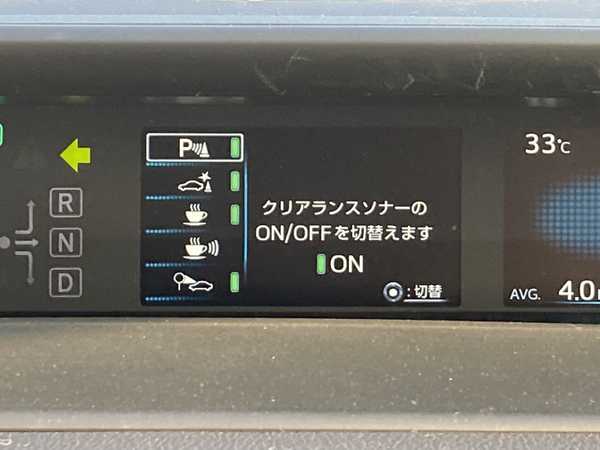 33℃
P
R
クリアランスソナーの
N
ON/OFFを切替えます
ON
D
:切替
AVG. 4.0